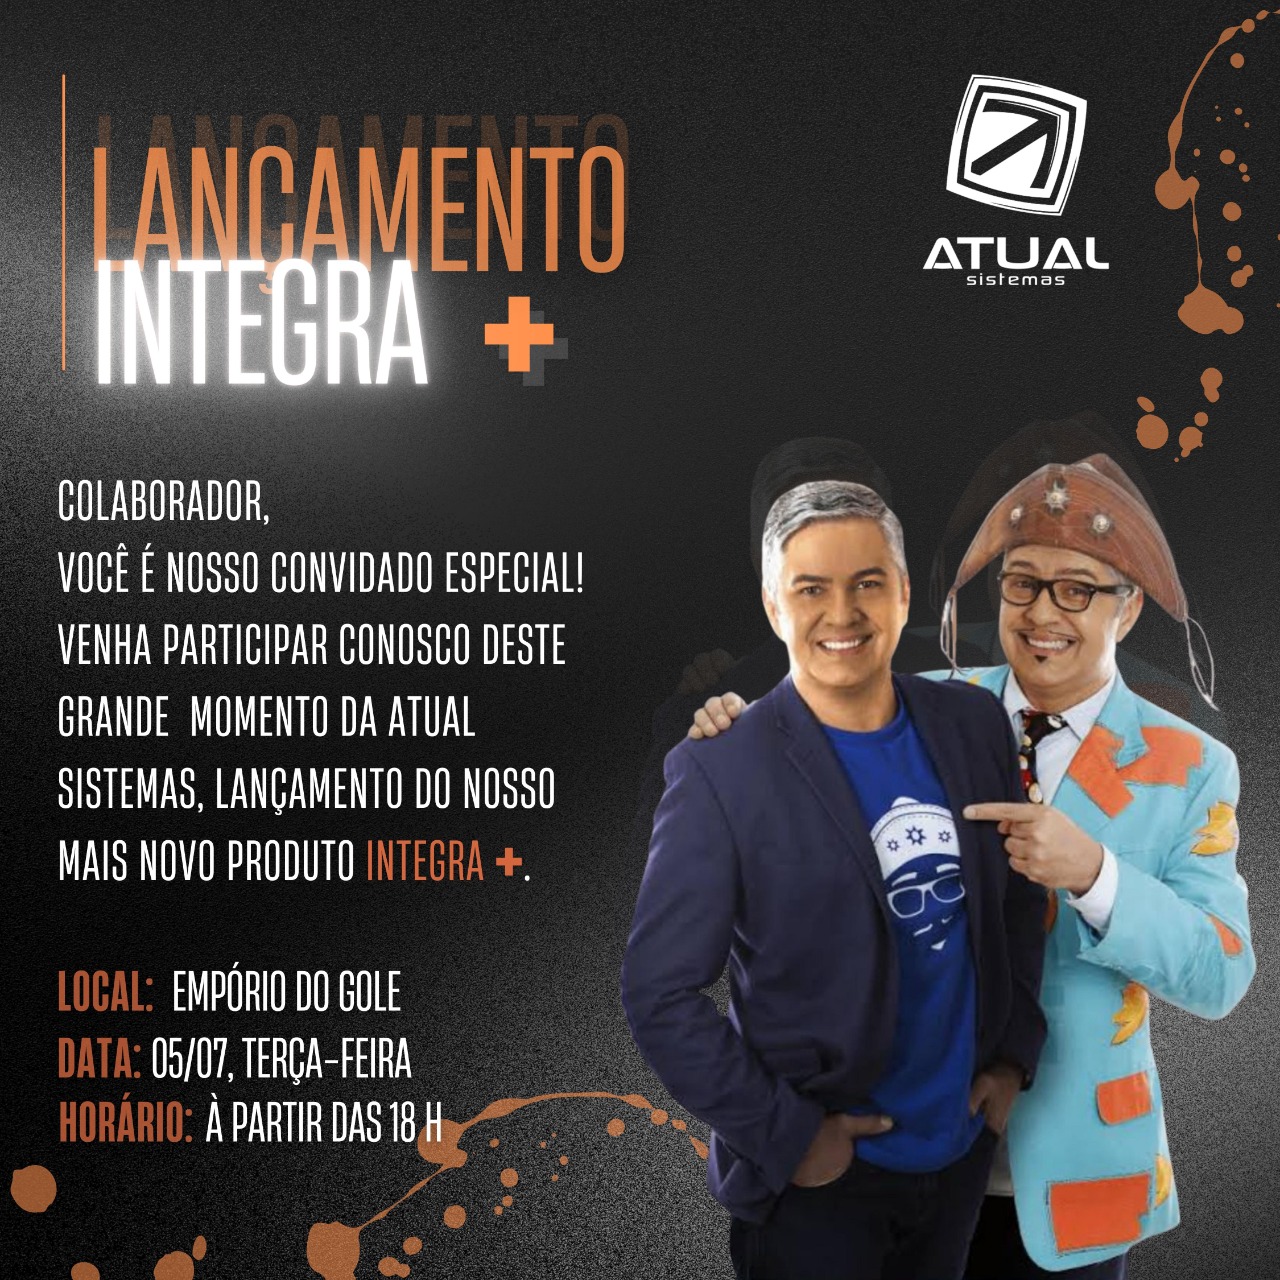 LANÇAMENTO
INTEGRA +
ATUAL
sistemas
COLABORADOR,
VOCÊ É NOSSO CONVIDADO ESPECIAL!
VENHA PARTICIPAR CONOSCO DESTE
GRANDE MOMENTO DA ATUAL
SISTEMAS, LANÇAMENTO DO NOSSO
MAIS NOVO PRODUTO INTEGRA +.
LOCAL: EMPÓRIO DO GOLE
DATA: 05/07, TERÇA-FEIRA
HORÁRIO: À PARTIR DAS 18 H